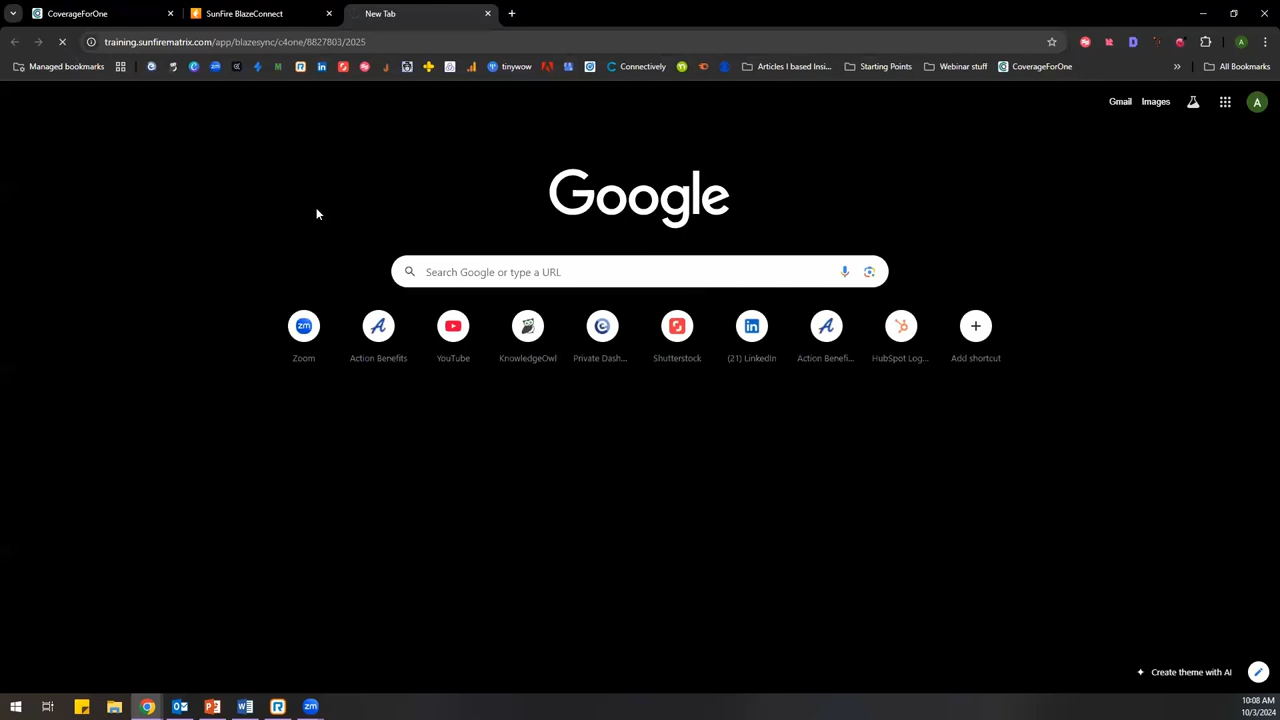 CoverageForOne
SunFire BlazeConnect
New Tab
training.sunfirematrix.com/app/blazesync/c4one/8827803/2025
Managed bookmarks
tinywow
Connectively
Articles I based Insi...
Starting Points
Webinar stuff
CoverageForOne
All Bookmarks
Gmail
Images
A
Google
Search Google or type a URL
Zoom
Action Benefits
YouTube
KnowledgeOwl
Private Dash...
Shutterstock
(21) LinkedIn
Action Benefi...
HubSpot Log...
Add shortcut
Create theme with AI
10:08 AM
10/3/2024